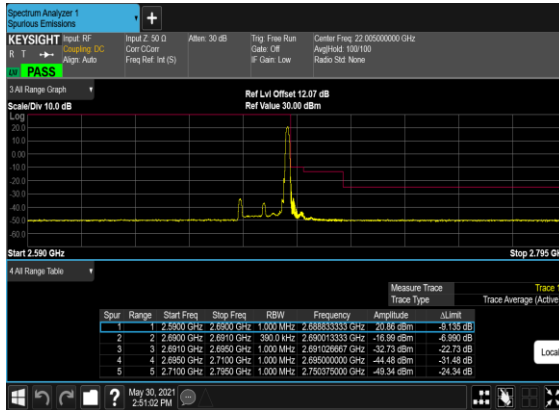 Spectrum Analyzer 1
Spurious Emissions
KEYSIGHT Input: RF Input Z: 50 Ω Atten: 30 dB Trig: Free Run Center Freq: 22.005000000 GHz
R T Coupling: DC Corr CCorr Gate: Off Avg|Hold: 100/100
Align: Auto Freq Ref: Int (S) IF Gain: Low Radio Std: None
PASS
3 All Range Graph
Scale/Div 10.0 dB
Ref Lvl Offset 12.07 dB
Ref Value 30.00 dBm
Log
20.0
10.0
0.00
-10.0
-20.0
-30.0
-40.0
-50.0
-60.0
Start 2.590 GHz Stop 2.795 GH
4 All Range Table
Measure Trace Trace 1
Trace Type Trace Average (Active
Spur Range Start Freq Stop Freq RBW Frequency Amplitude ΔLimit
1 1 2.5900 GHz 2.6900 GHz 1.000 MHz 2.688833333 GHz 20.86 dBm -9.135 dB
2 2 2.6900 GHz 2.6910 GHz 390.0 kHz 2.690013333 GHz -16.99 dBm -6.990 dB
3 3 2.6910 GHz 2.6950 GHz 1.000 MHz 2.691026667 GHz -32.73 dBm -22.73 dB
4 4 2.6950 GHz 2.7100 GHz 1.000 MHz 2.695000000 GHz -44.48 dBm -31.48 dB
5 5 2.7100 GHz 2.7950 GHz 1.000 MHz 2.750375000 GHz -49.34 dBm -24.34 dB
Local
?
May 30, 2021
2:51:02 PM